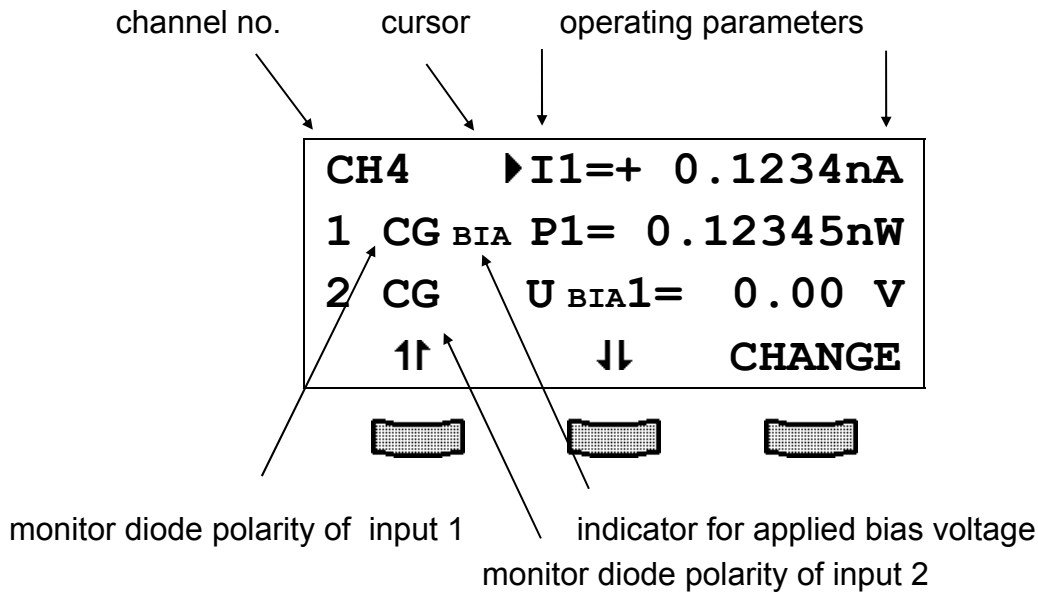 channel no. cursor operating parameters
CH4 I1=+ 0.1234nA
1 CG BIA P1= 0.12345nW
2 CG U BIA1= 0.00 V
CHANGE
monitor diode polarity of input 1 indicator for applied bias voltage
monitor diode polarity of input 2